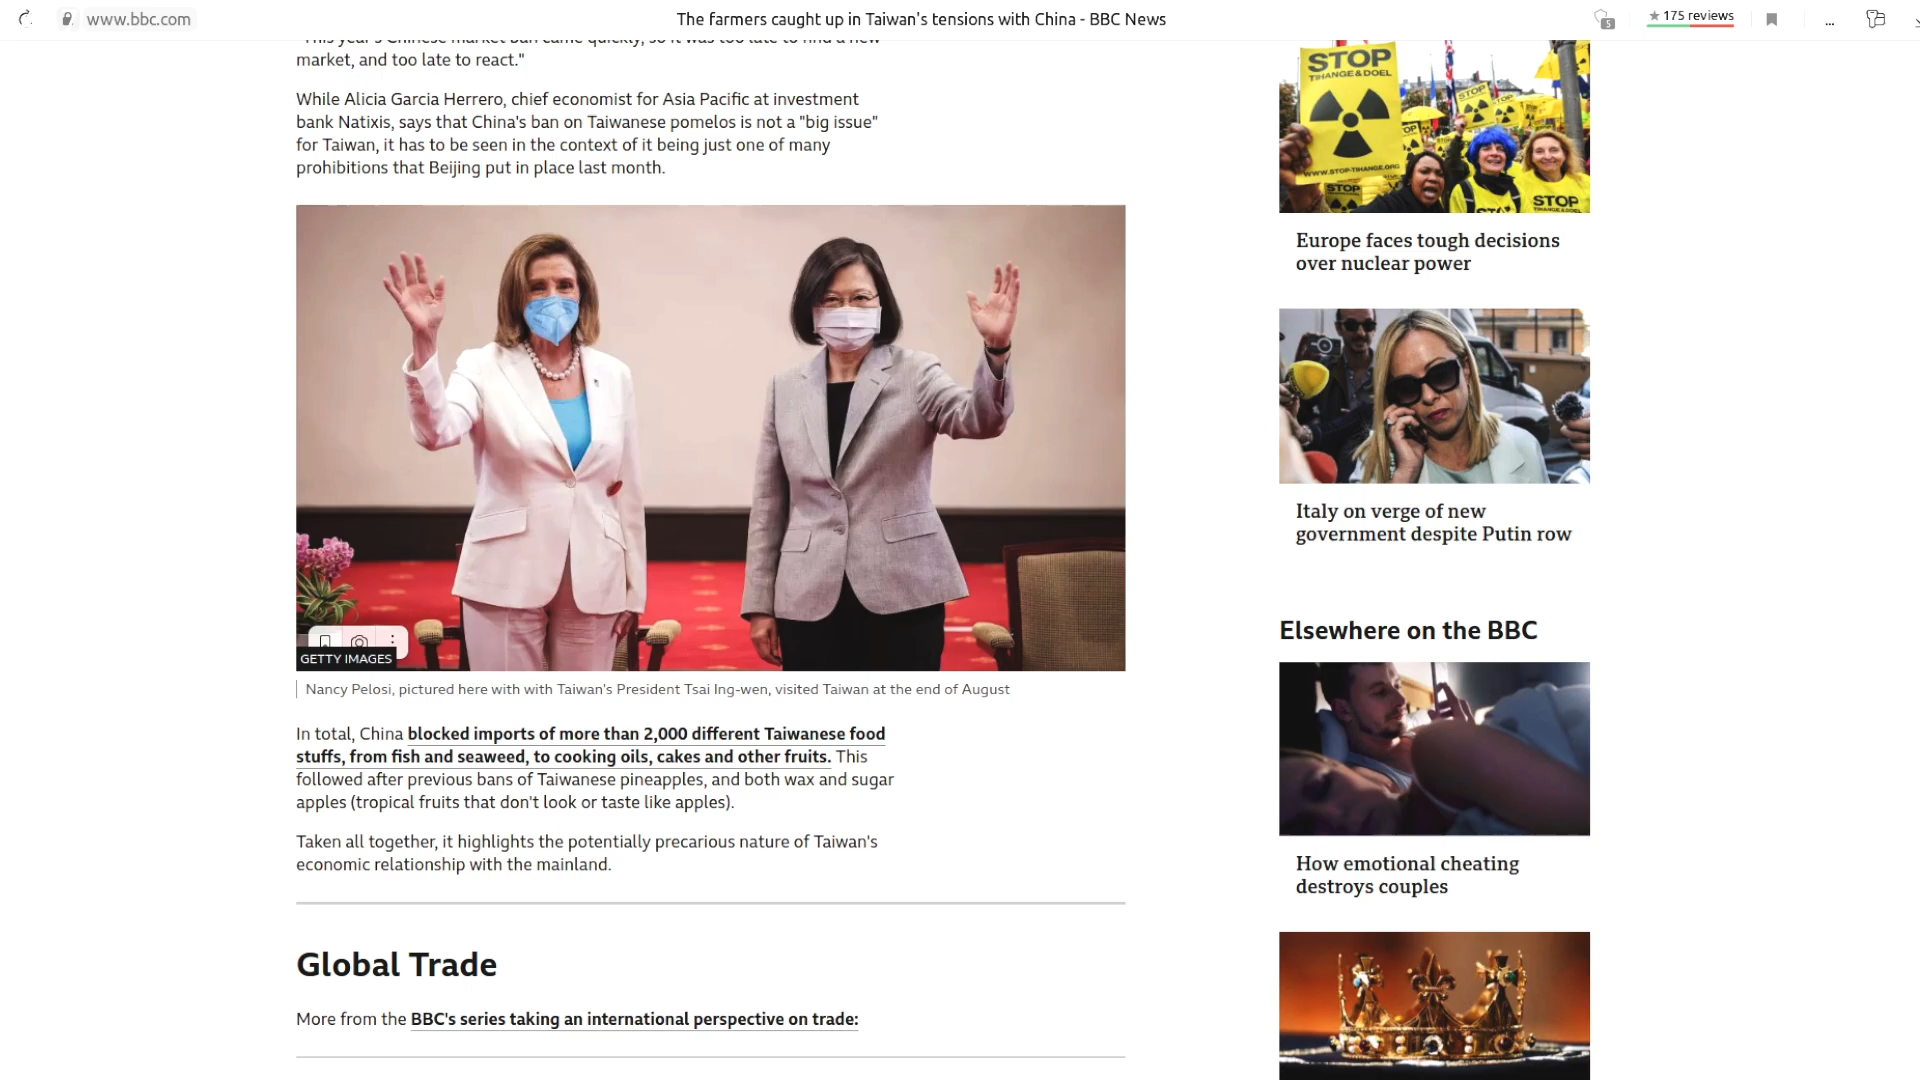 www.bbc.com
The farmers caught up in Taiwan's tensions with China - BBC News
5
★ 175 reviews
...
"This year's Chinese market ban came quickly, so it was too late to find a new
market, and too late to react."
While Alicia Garcia Herrero, chief economist for Asia Pacific at investment
bank Natixis, says that China's ban on Taiwanese pomelos is not a "big issue"
for Taiwan, it has to be seen in the context of it being just one of many
prohibitions that Beijing put in place last month.
GETTY IMAGES
Nancy Pelosi, pictured here with with Taiwan's President Tsai Ing-wen, visited Taiwan at the end of August
In total, China blocked imports of more than 2,000 different Taiwanese food
stuffs, from fish and seaweed, to cooking oils, cakes and other fruits. This
followed after previous bans of Taiwanese pineapples, and both wax and sugar
apples (tropical fruits that don't look or taste like apples).
Taken all together, it highlights the potentially precarious nature of Taiwan's
economic relationship with the mainland.
Global Trade
More from the BBC's series taking an international perspective on trade:
STOP
TIHANGE & DOEL
WWW.STOP-TIHANGE.ORG
STOP
STOP
STOP
Europe faces tough decisions
over nuclear power
Italy on verge of new
government despite Putin row
Elsewhere on the BBC
How emotional cheating
destroys couples